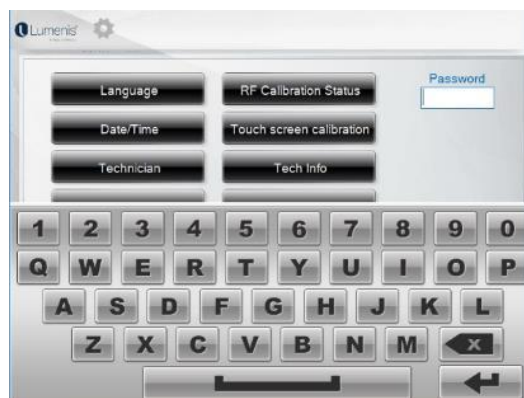 Lumenis
Password
Language RF Calibration Status
Date/Time Touch screen calibration
Technician Tech Info
1 2 3 4 5 6 7 8 9 0
Q W E R T Y U I O P
A S D F G H J K L
Z X C V B N M X